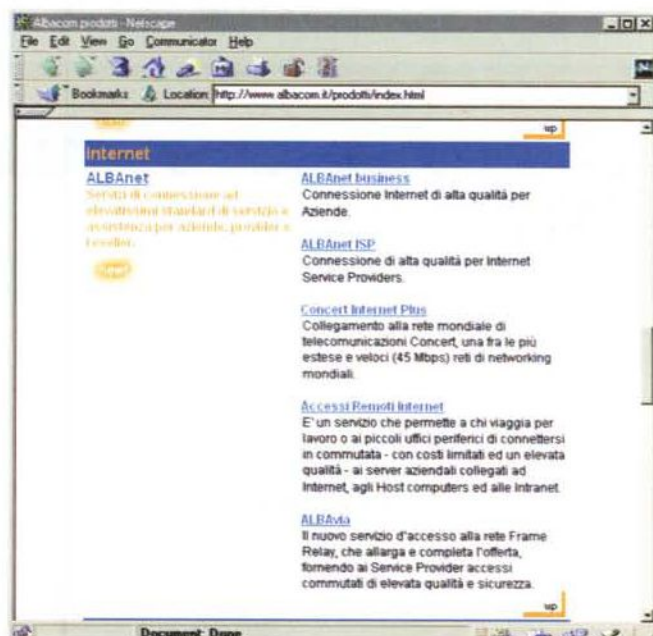 Albacom prodotti - Netscape
File Edit View Go Communicator Help
Bookmarks Location: http://www.albacom.it/prodotti/index.html
up
Internet
ALBAnet
Servizi di connessione ad
elevatissimi standard di servizio e
assistenza per aziende, provider e
reseller.
ALBAnet business
Connessione Internet di alta qualità per
Aziende.
ALBAnet ISP
Connessione di alta qualità per Internet
Service Providers.
Concert Internet Plus
Collegamento alla rete mondiale di
telecomunicazioni Concert, una fra le più
estese e veloci (45 Mbps) reti di networking
mondiali.
Accessi Remoti Internet
E' un servizio che permette a chi viaggia per
lavoro o ai piccoli uffici periferici di connettersi
in commutata - con costi limitati ed un elevata
qualità - ai server aziendali collegati ad
Internet, agli Host computers ed alle Intranet.
ALBAvia
Il nuovo servizio d'accesso alla rete Frame
Relay, che allarga e completa l'offerta,
fornendo ai Service Provider accessi
commutati di elevata qualità e sicurezza.
up
Document: Done